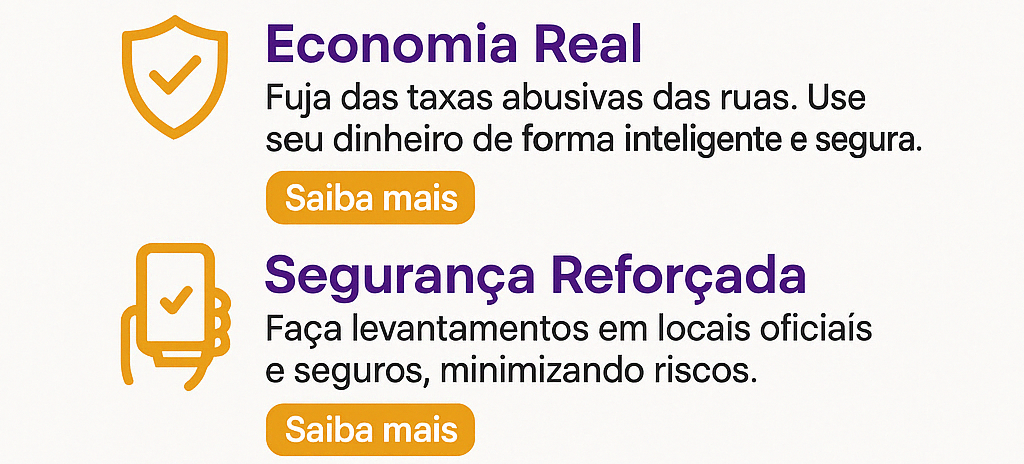 Economia Real
Fuja das taxas abusivas das ruas. Use
seu dinheiro de forma inteligente e segura.
Saiba mais
Segurança Reforçada
Faça levantamentos em locais oficiaís
e seguros, minimizando riscos.
Saiba mais